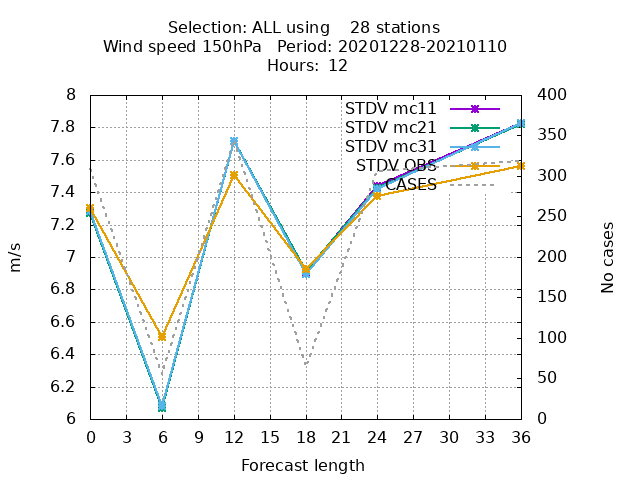 Selection: ALL using    28 stations
Wind speed 150hPa   Period: 20201228-20210110
Hours:  12
STDV mc11
STDV mc21
STDV mc31
STDV OBS
CASES
8
7.8
7.6
7.4
7.2
7
6.8
6.6
6.4
6.2
6
m/s
400
350
300
250
200
150
100
50
0
No cases
0 3 6 9 12 15 18 21 24 27 30 33 36
Forecast length